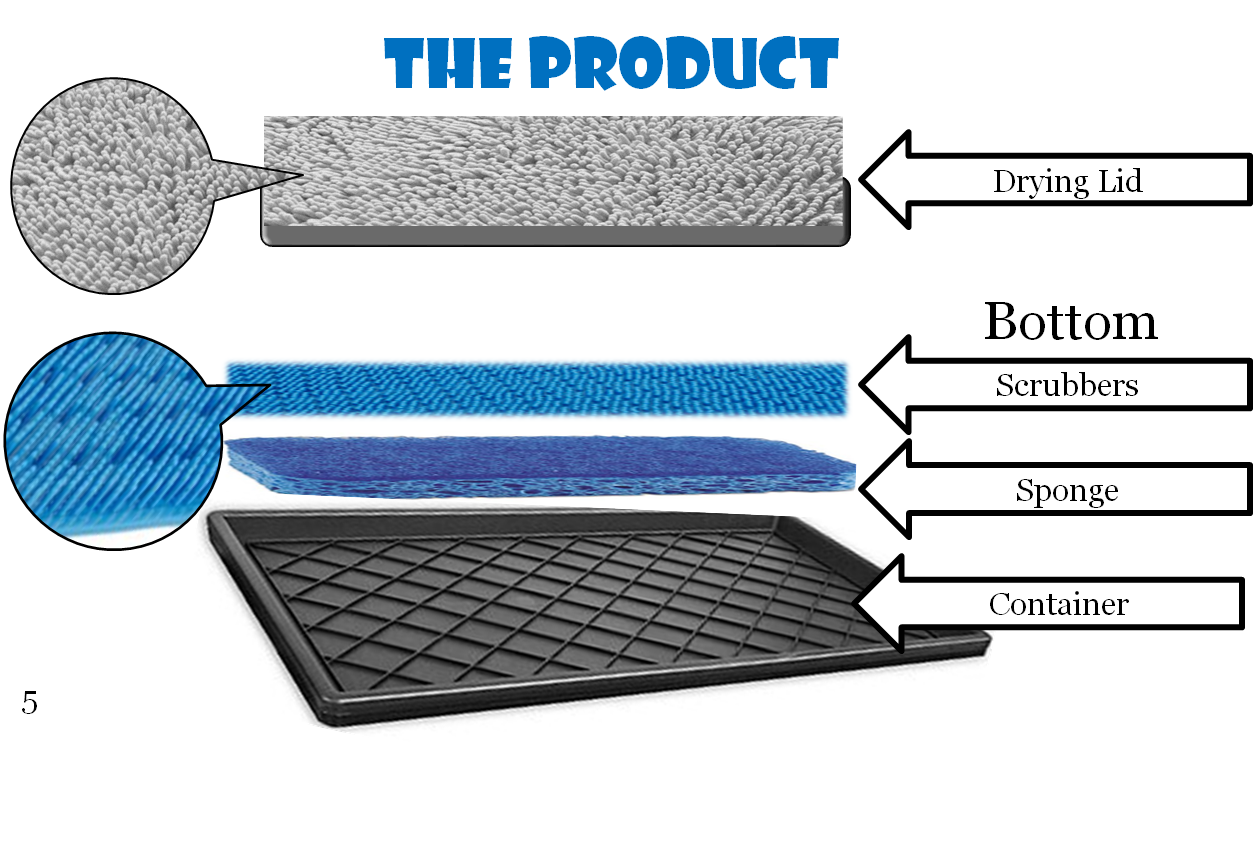 THE PRODUCT
Drying Lid
Bottom
Scrubbers
Sponge
Container
5